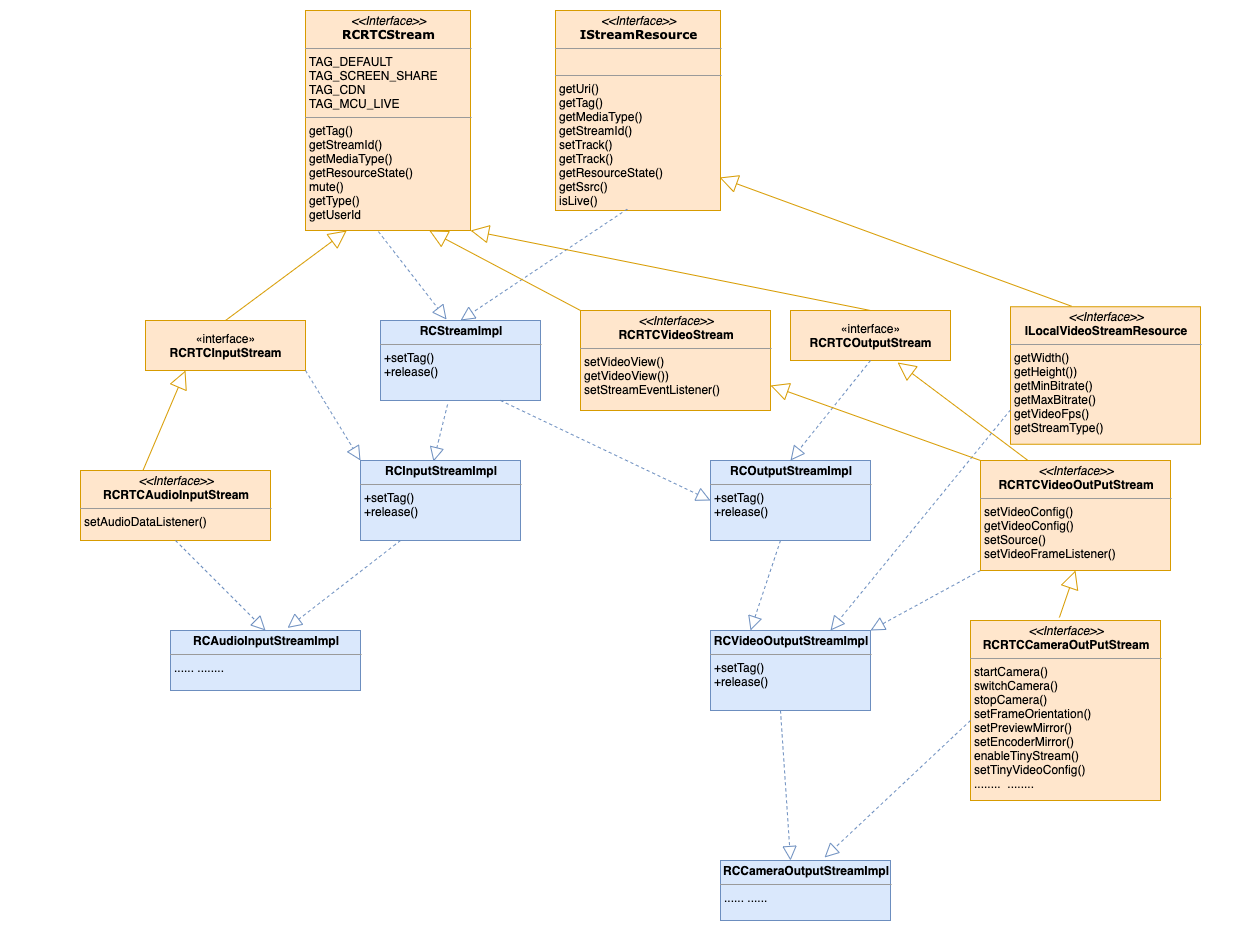 <<Interface>>
RCRTCStream
TAG_DEFAULT
TAG_SCREEN_SHARE
TAG_CDN
TAG_MCU_LIVE
getTag()
getStreamId()
getMediaType()
getResourceState()
mute()
getType()
getUserId
<<Interface>>
IStreamResource
getUri()
getTag()
getMediaType()
getStreamId()
setTrack()
getTrack()
getResourceState()
getSsrc()
isLive()
«interface»
RCRTCInputStream
RCStreamImpl
+setTag()
+release()
<<Interface>>
RCRTCVideoStream
setVideoView()
getVideoView())
setStreamEventListener()
«interface»
RCRTCOutputStream
<<Interface>>
ILocalVideoStreamResource
getWidth()
getHeight())
getMinBitrate()
getMaxBitrate()
getVideoFps()
getStreamType()
<<Interface>>
RCRTCAudioInputStream
setAudioDataListener()
RCInputStreamImpl
+setTag()
+release()
RCOutputStreamImpl
+setTag()
+release()
<<Interface>>
RCRTCVideoOutPutStream
setVideoConfig()
getVideoConfig()
setSource()
setVideoFrameListener()
RCAudioInputStreamImpl
...... ........
RCVideoOutputStreamImpl
+setTag()
+release()
<<Interface>>
RCRTCCameraOutPutStream
startCamera()
switchCamera()
stopCamera()
setFrameOrientation()
setPreviewMirror()
setEncoderMirror()
enableTinyStream()
setTinyVideoConfig()
........ ........
RCCameraOutputStreamImpl
...... ......